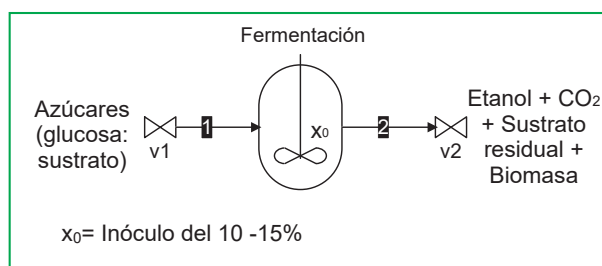 Fermentación
Azúcares
(glucosa:
sustrato)
v1
1
x₀
2
v2
Etanol + CO₂
+ Sustrato
residual +
Biomasa
x₀= Inóculo del 10 -15%